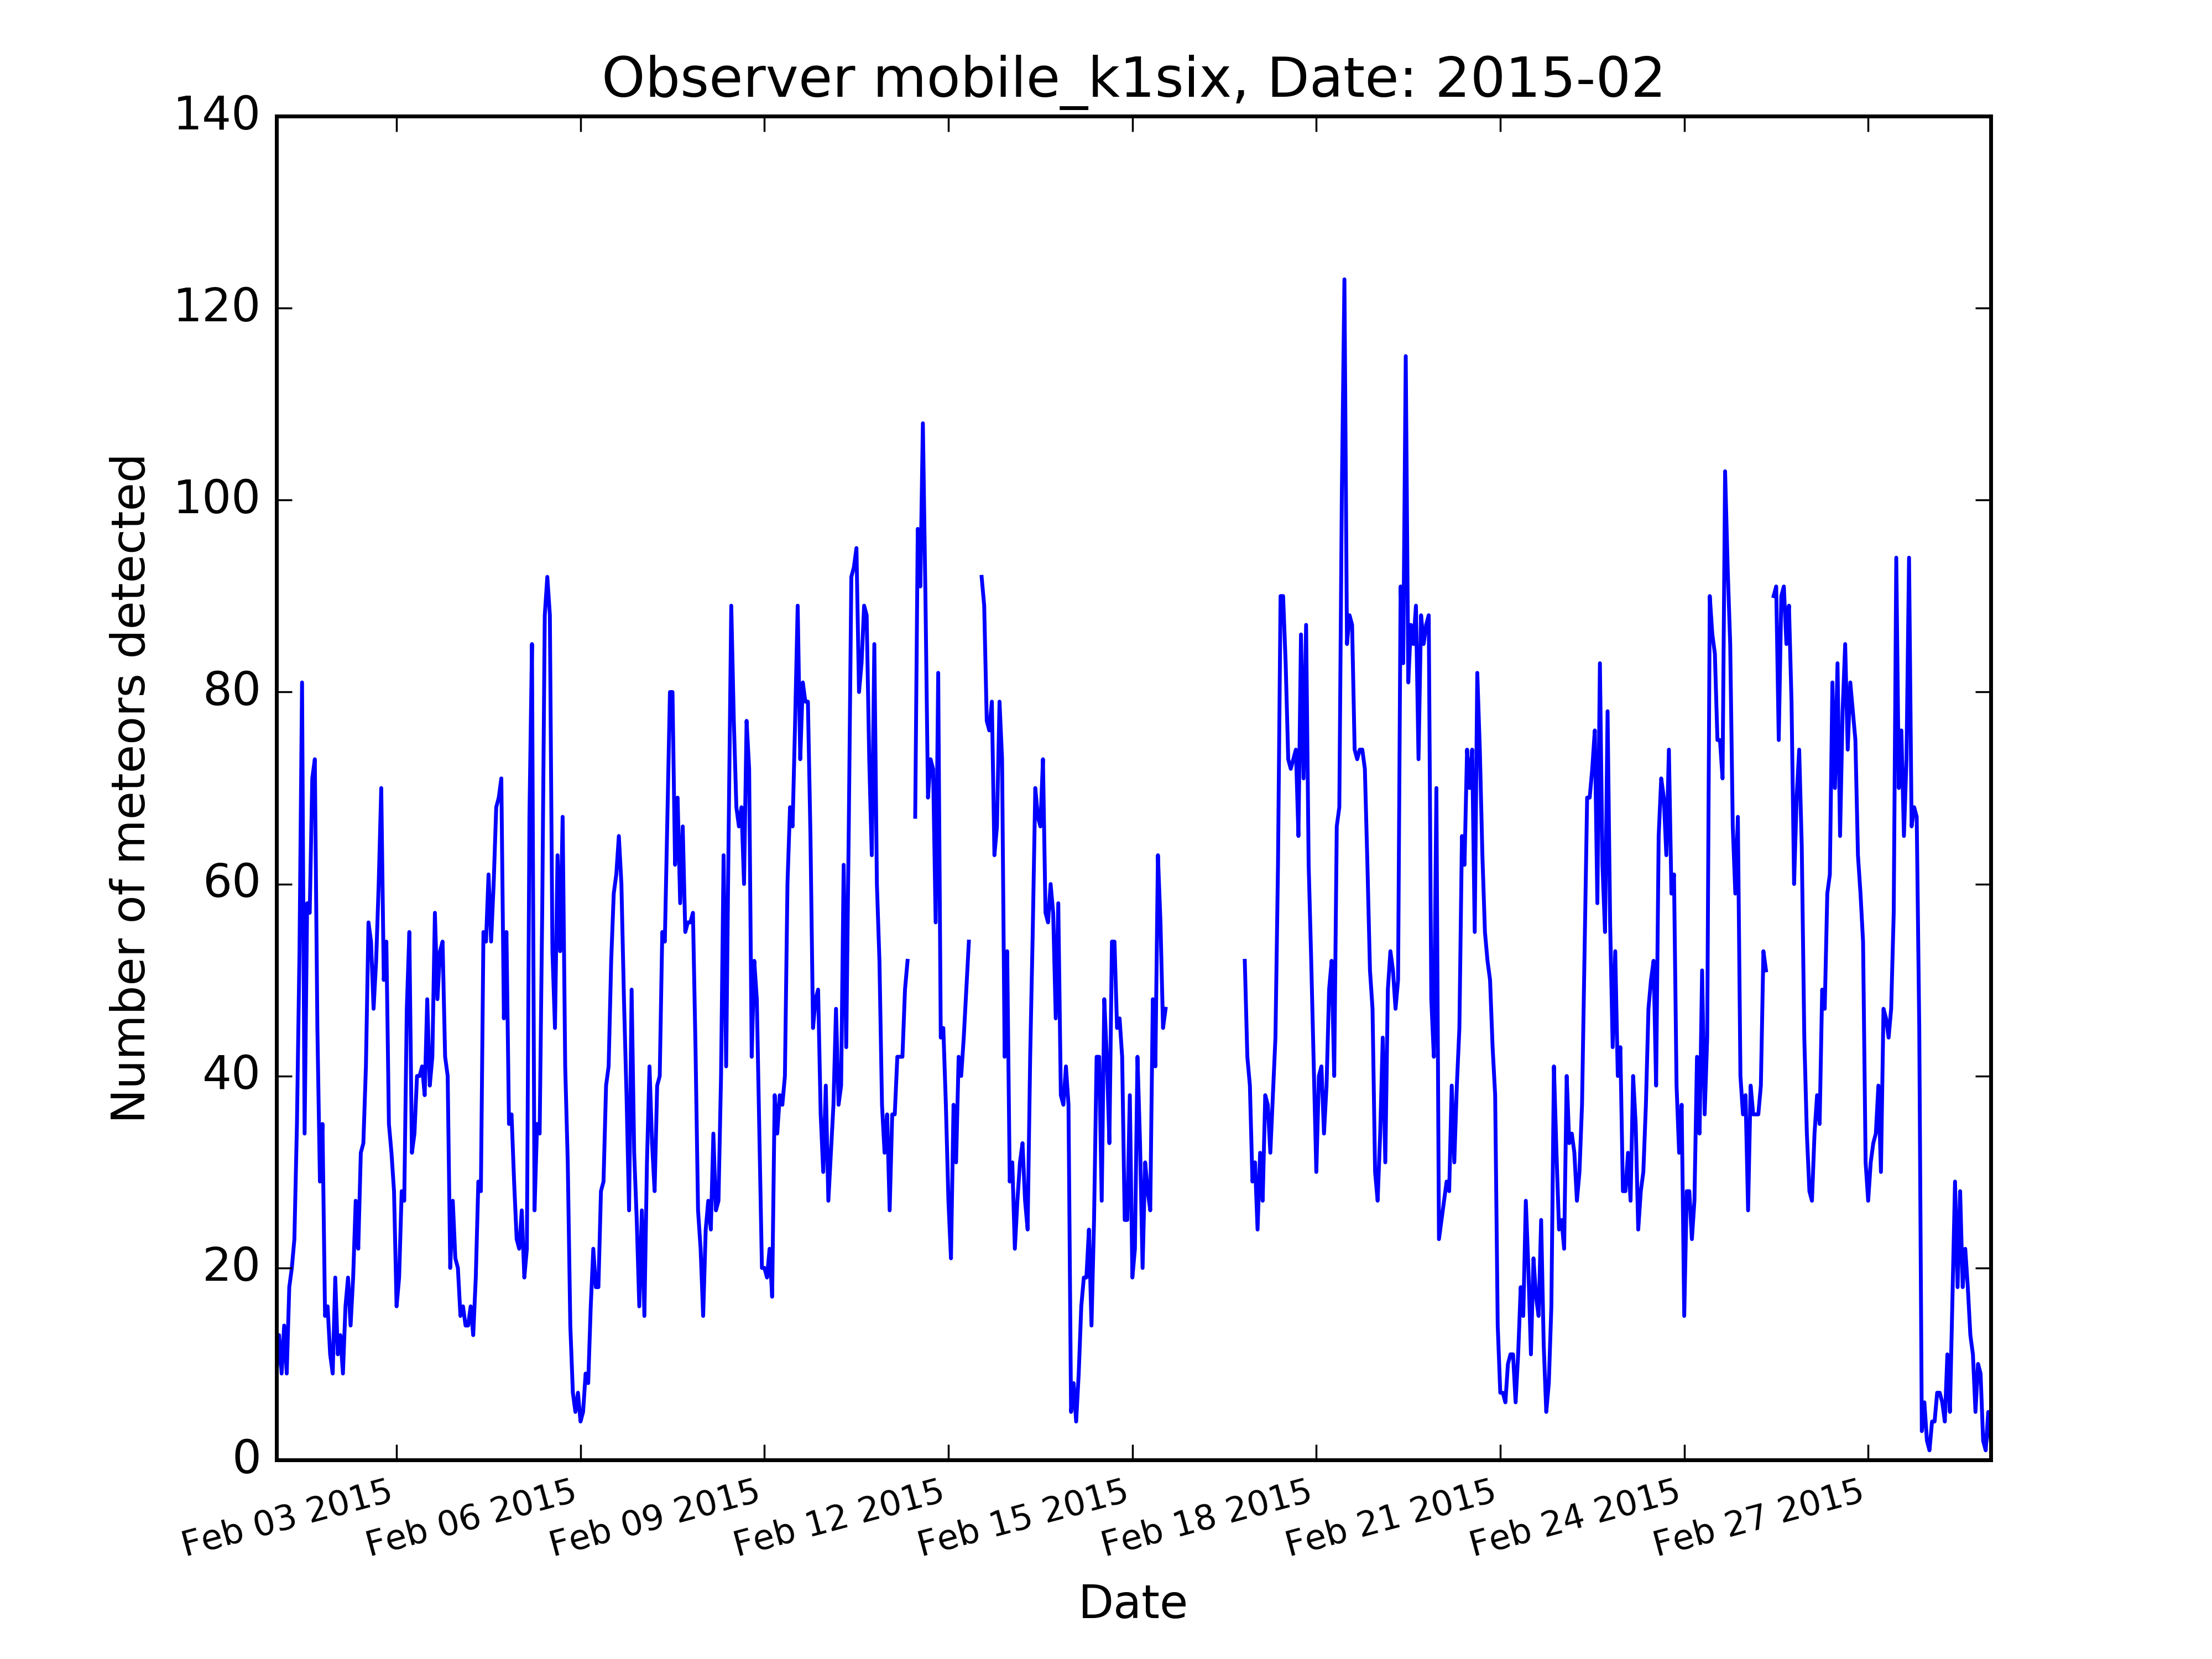 Observer mobile_k1six, Date: 2015-02
Number of meteors detected
140
120
100
80
60
40
20
0
Feb 03 2015
Feb 06 2015
Feb 09 2015
Feb 12 2015
Feb 15 2015
Feb 18 2015
Feb 21 2015
Feb 24 2015
Feb 27 2015
Date